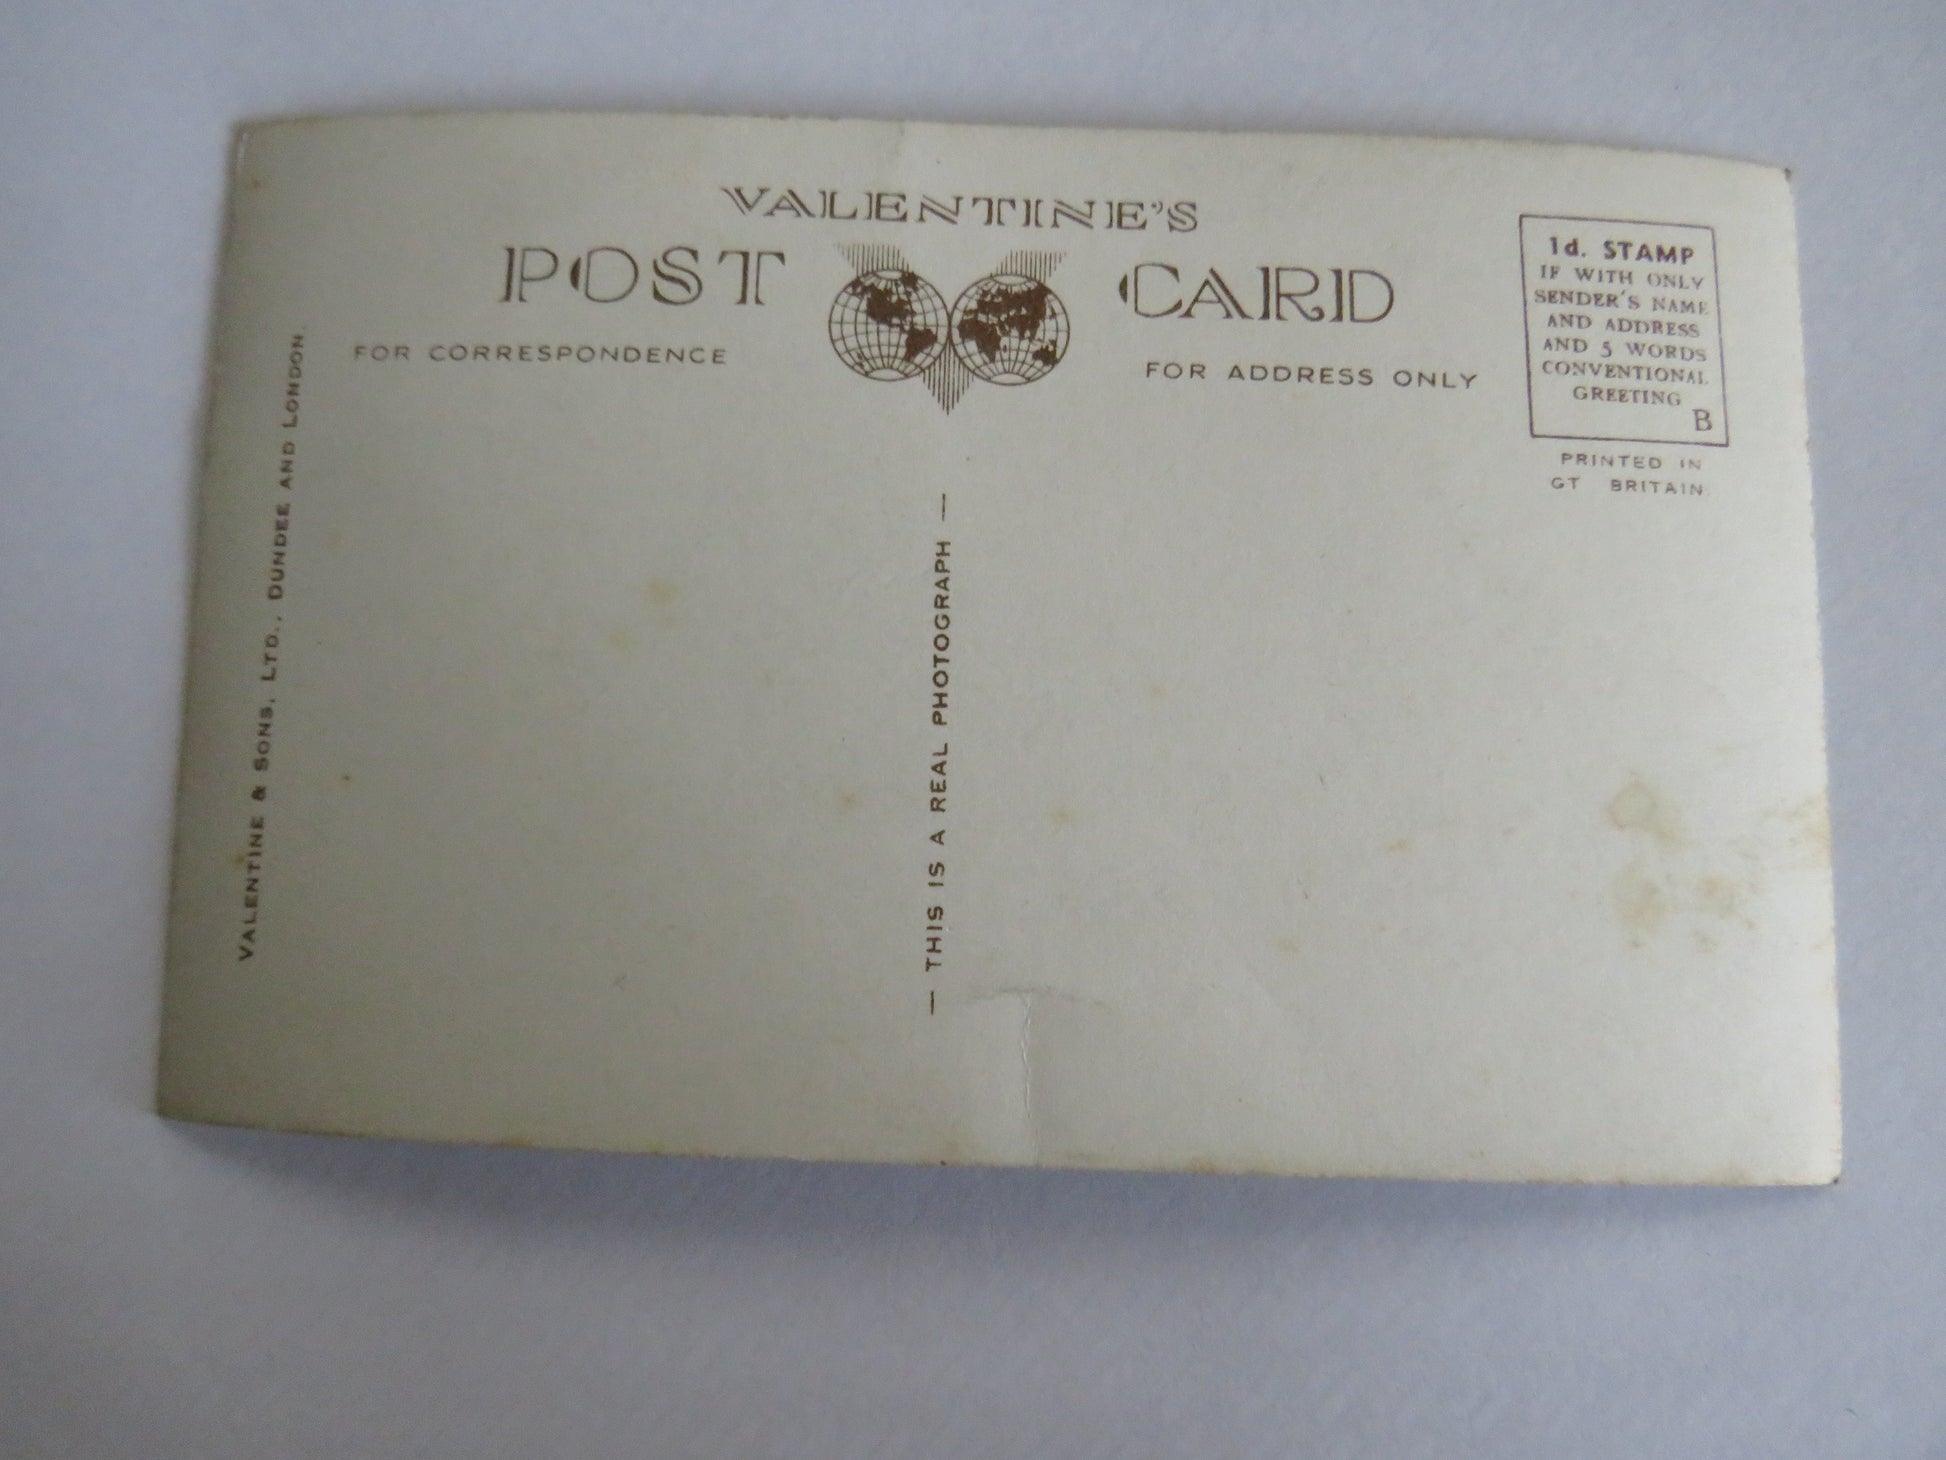 VALENTINE'S
POST CARD
FOR CORRESPONDENCE
FOR ADDRESS ONLY
1d. STAMP
IF WITH ONLY
SENDER'S NAME
AND ADDRESS
AND 5 WORDS
CONVENTIONAL
GREETING
B
PRINTED IN
GT BRITAIN.
VALENTINE & SONS, LTD., DUNDEE AND LONDON.
— THIS IS A REAL PHOTOGRAPH —